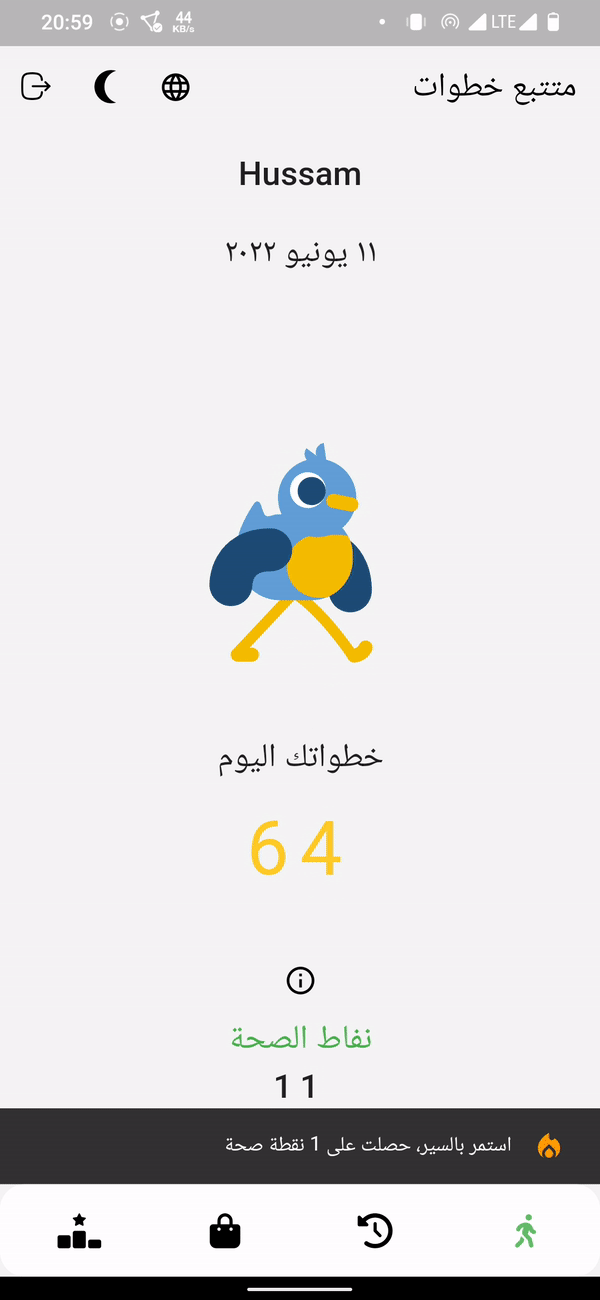 20:59
44
KB/s
LTE
متتبع خطوات
Hussam
١١ يونيو ٢٠٢٢
خطواتك اليوم
64
نفاط الصحة
11
استمر بالسير، حصلت على 1 نقطة صحة